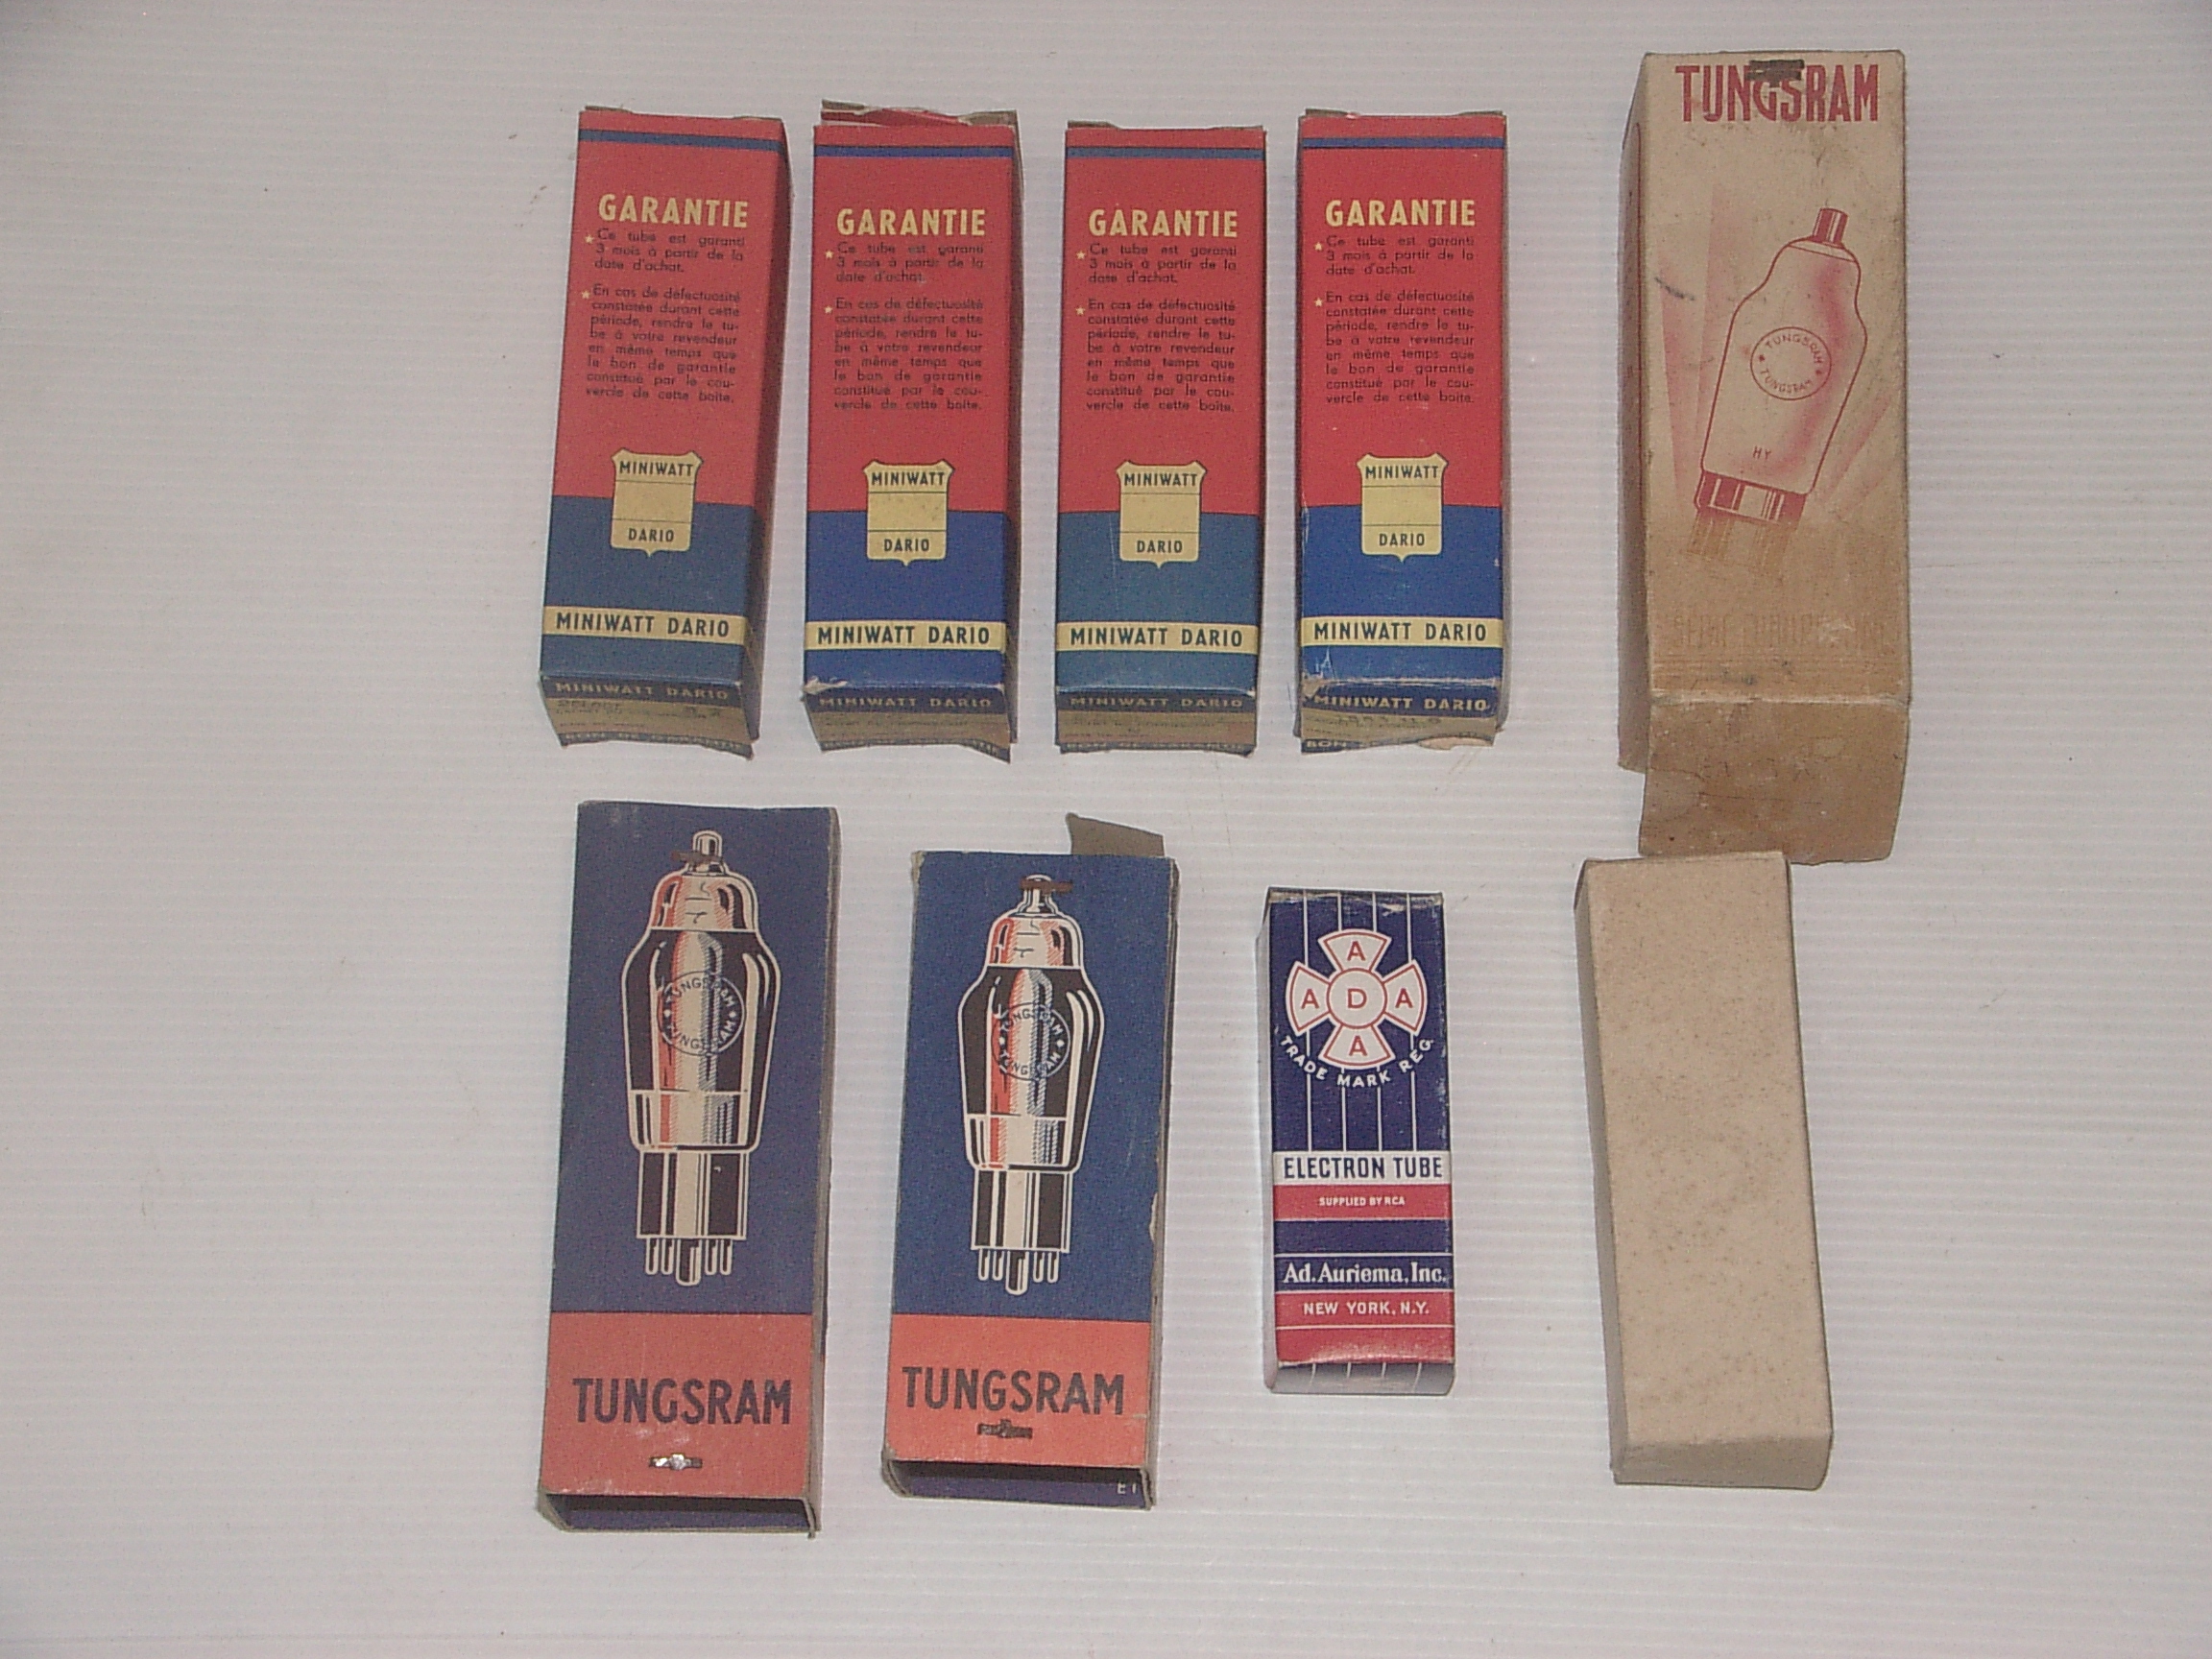 GARANTIE
Ce tube est garanti
3 mois à partir de la
date d'achat.
En cas de défectuosité
constatée durant cette
période, rendre le tu-
be à votre revendeur
en même temps que
le bon de garantie
constitué par le cou-
vercle de cette boîte.
MINIWATT
DARIO
MINIWATT DARIO
MINIWATT DARIO
GARANTIE
Ce tube est garanti
3 mois à partir de la
date d'achat.
En cas de défectuosité
constatée durant cette
période, rendre le tu-
be à votre revendeur
en même temps que
le bon de garantie
constitué par le cou-
vercle de cette boîte.
MINIWATT
DARIO
MINIWATT DARIO
MINIWATT DARIO
GARANTIE
Ce tube est garanti
3 mois à partir de la
date d'achat.
En cas de défectuosité
constatée durant cette
période, rendre le tu-
be à votre revendeur
en même temps que
le bon de garantie
constitué par le cou-
vercle de cette boîte.
MINIWATT
DARIO
MINIWATT DARIO
MINIWATT DARIO
GARANTIE
Ce tube est garanti
3 mois à partir de la
date d'achat.
En cas de défectuosité
constatée durant cette
période, rendre le tu-
be à votre revendeur
en même temps que
le bon de garantie
constitué par le cou-
vercle de cette boîte.
MINIWATT
DARIO
MINIWATT DARIO
MINIWATT DARIO
TUNGSRAM
TUNGSRAM
TUNGSRAM
HY
TUNGSRAM
TUNGSRAM
TUNGSRAM
TUNGSRAM
TUNGSRAM
TUNGSRAM
A
A D A
A
TRADE MARK REG.
ELECTRON TUBE
SUPPLIED BY RCA
Ad. Auriema, Inc.
NEW YORK, N.Y.